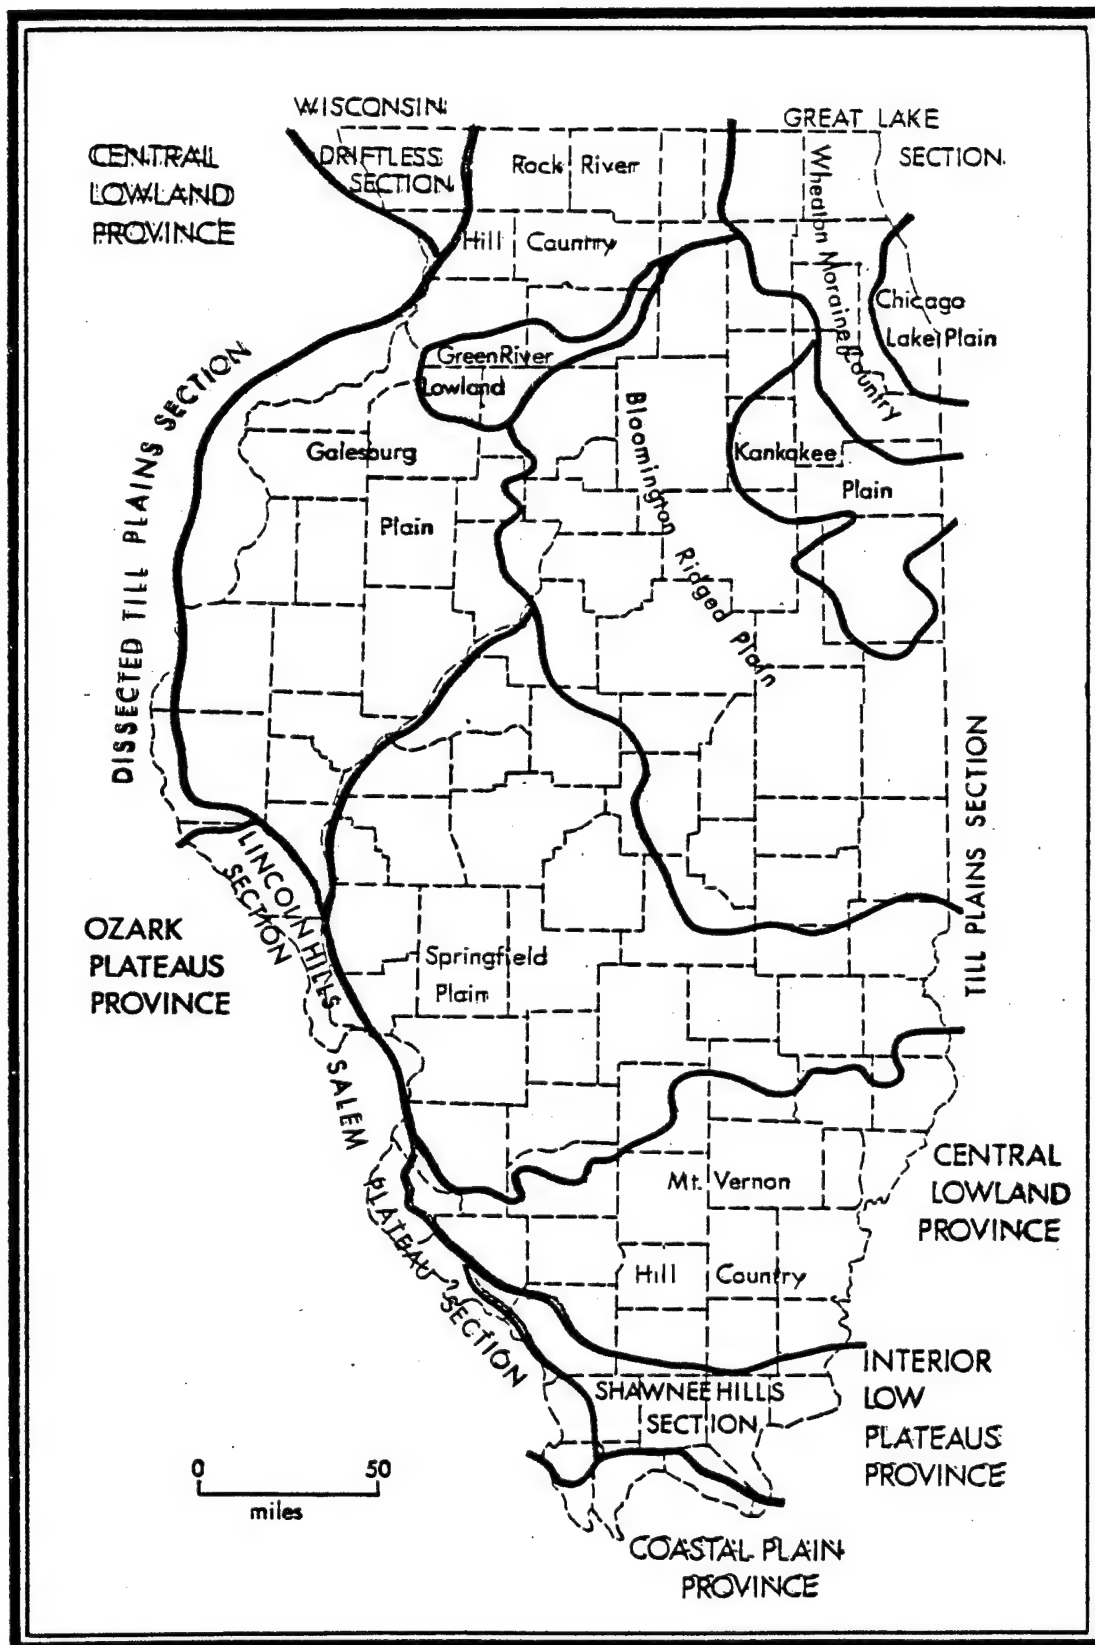 WISCONSIN
DRIFTLESS
SECTION
CENTRAL
LOWLAND
PROVINCE
Rock River
Hill Country
GREAT LAKE
SECTION
Wheaton Moraine Country
Chicago
Lake Plain
Green River
Lowland
DISSECTED TILL PLAINS SECTION
Galesburg
Plain
Bloomington Ridged Plain
Kankakee
Plain
TILL PLAINS SECTION
LINCOLN HILLS
SECTION
OZARK
PLATEAUS
PROVINCE
Springfield
Plain
SALEM
PLATEAU
SECTION
Mt. Vernon
Hill Country
CENTRAL
LOWLAND
PROVINCE
SHAWNEE HILLS
SECTION
INTERIOR
LOW
PLATEAUS
PROVINCE
0 50
miles
COASTAL PLAIN
PROVINCE